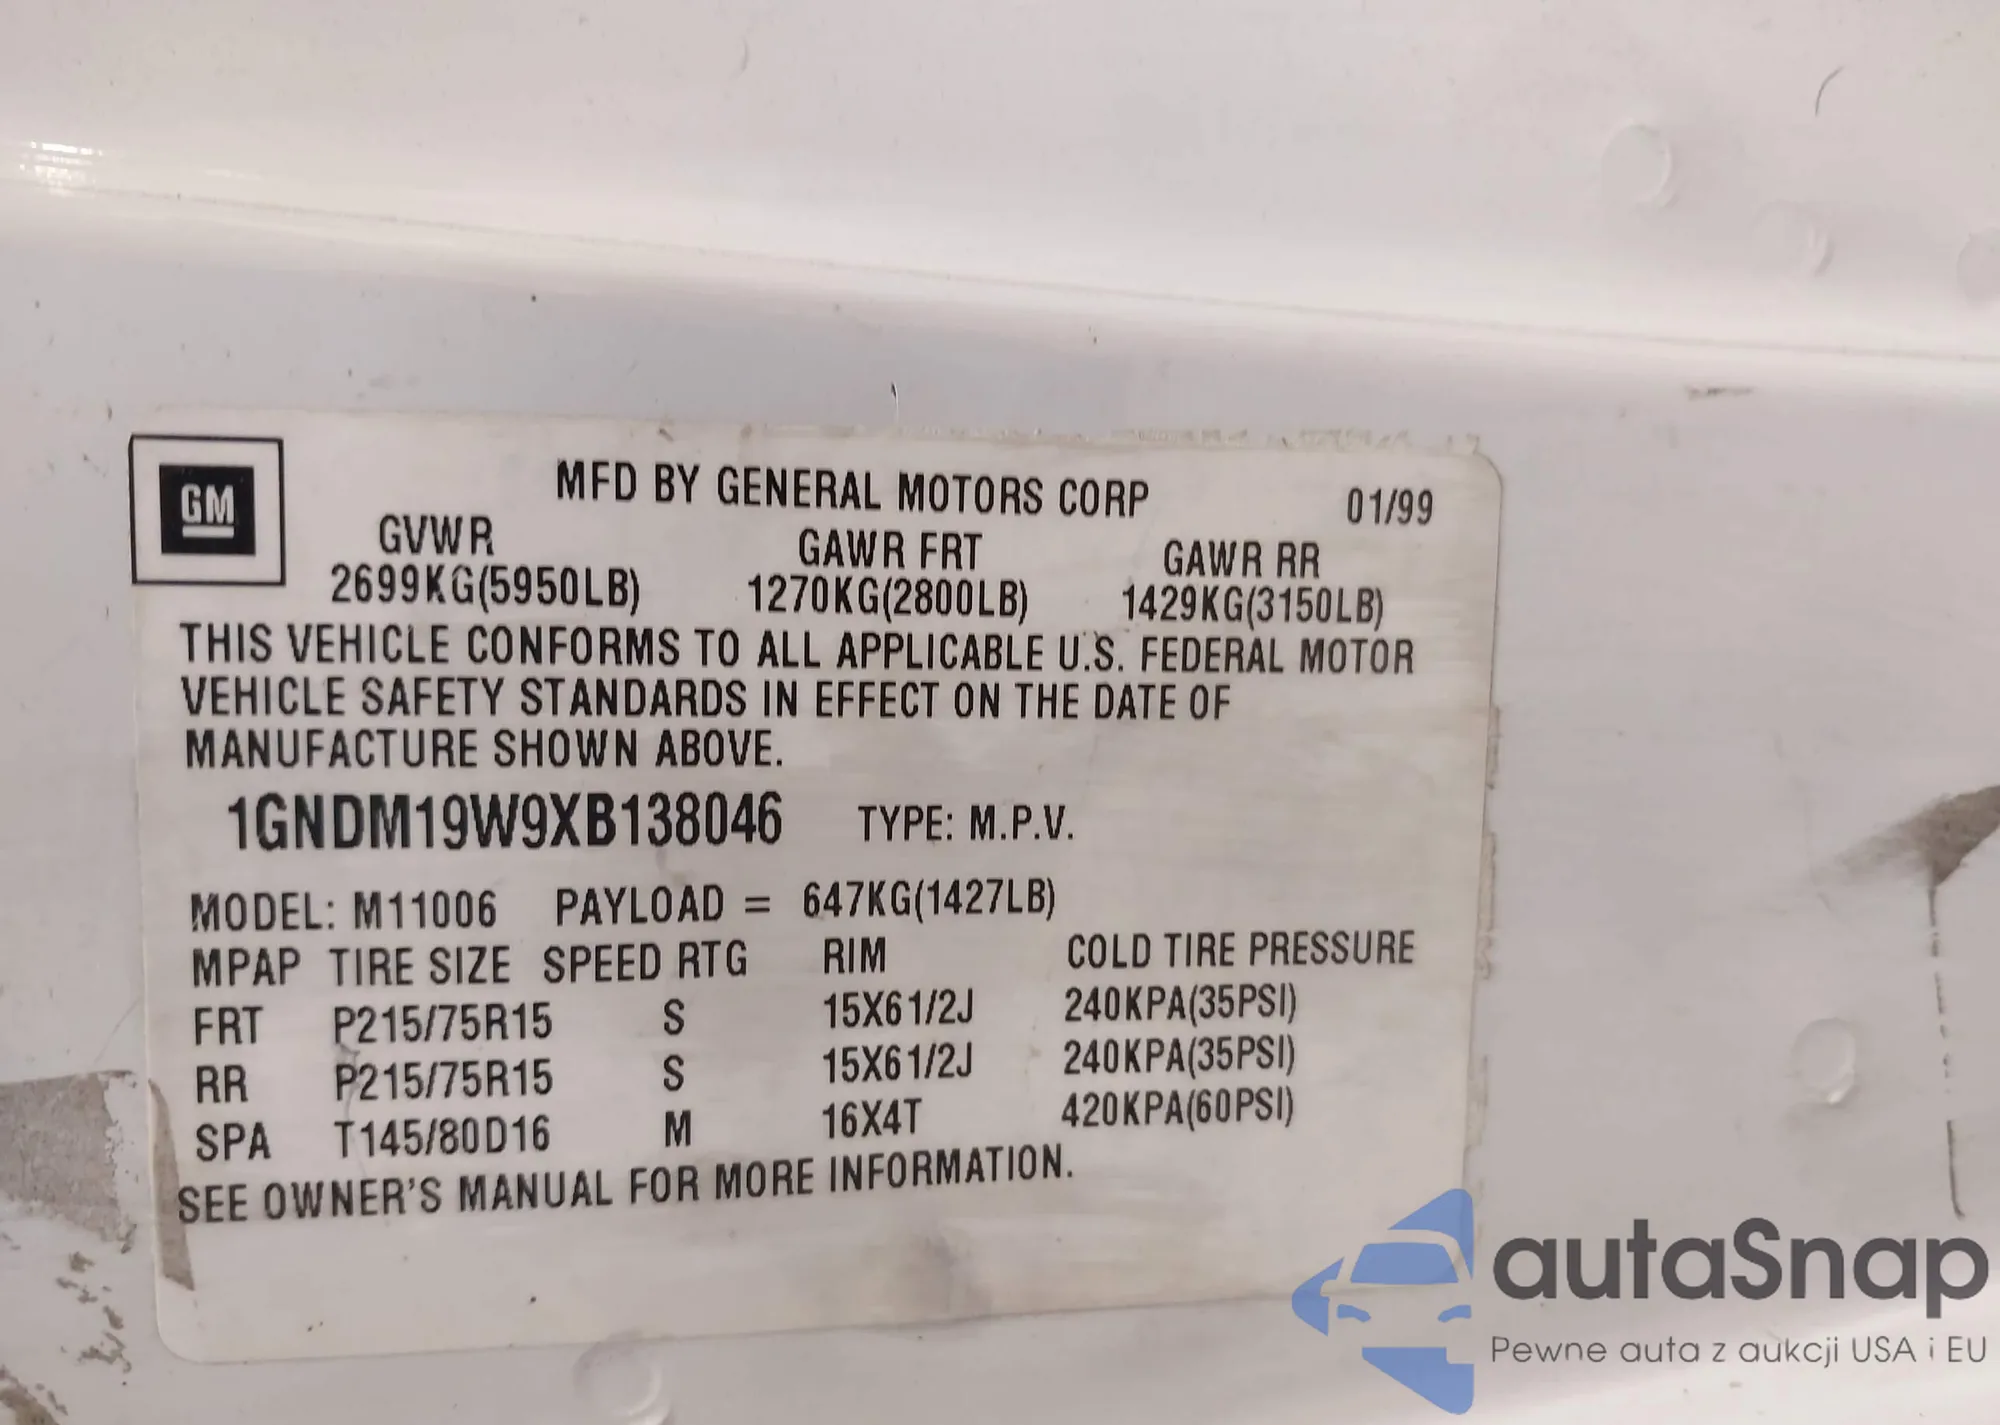 GM
MFD BY GENERAL MOTORS CORP 01/99
GVWR GAWR FRT GAWR RR
2699KG(5950LB) 1270KG(2800LB) 1429KG(3150LB)
THIS VEHICLE CONFORMS TO ALL APPLICABLE U.S. FEDERAL MOTOR
VEHICLE SAFETY STANDARDS IN EFFECT ON THE DATE OF
MANUFACTURE SHOWN ABOVE.
1GNDM19W9XB138046 TYPE: M.P.V.
MODEL: M11006 PAYLOAD = 647KG(1427LB)
MPAP TIRE SIZE SPEED RTG RIM COLD TIRE PRESSURE
FRT P215/75R15 S 15X61/2J 240KPA(35PSI)
RR P215/75R15 S 15X61/2J 240KPA(35PSI)
SPA T145/80D16 M 16X4T 420KPA(60PSI)
SEE OWNER'S MANUAL FOR MORE INFORMATION.
autaSnap
Pewne auta z aukcji USA i EU